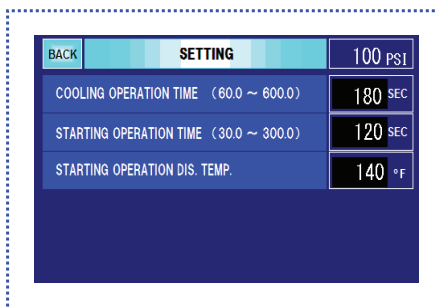 BACK SETTING 100 PSI
COOLING OPERATION TIME （60.0 ~ 600.0） 180 SEC
STARTING OPERATION TIME （30.0 ~ 300.0） 120 SEC
STARTING OPERATION DIS. TEMP. 140 °F